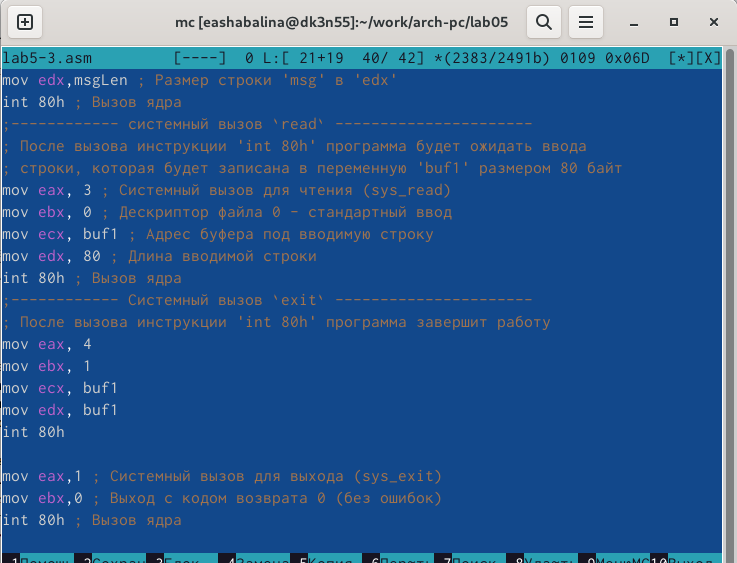 mc [eashabalina@dk3n55]:~/work/arch-pc/lab05
lab5-3.asm [----] 0 L:[ 21+19 40/ 42] *(2383/2491b) 0109 0x06D [*][X]
mov edx,msgLen ; Размер строки 'msg' в 'edx'
int 80h ; Вызов ядра
;------------ системный вызов `read` ----------------------
; После вызова инструкции 'int 80h' программа будет ожидать ввода
; строки, которая будет записана в переменную 'buf1' размером 80 байт
mov eax, 3 ; Системный вызов для чтения (sys_read)
mov ebx, 0 ; Дескриптор файла 0 - стандартный ввод
mov ecx, buf1 ; Адрес буфера под вводимую строку
mov edx, 80 ; Длина вводимой строки
int 80h ; Вызов ядра
;------------ Системный вызов `exit` ----------------------
; После вызова инструкции 'int 80h' программа завершит работу
mov eax, 4
mov ebx, 1
mov ecx, buf1
mov edx, buf1
int 80h
mov eax,1 ; Системный вызов для выхода (sys_exit)
mov ebx,0 ; Выход с кодом возврата 0 (без ошибок)
int 80h ; Вызов ядра